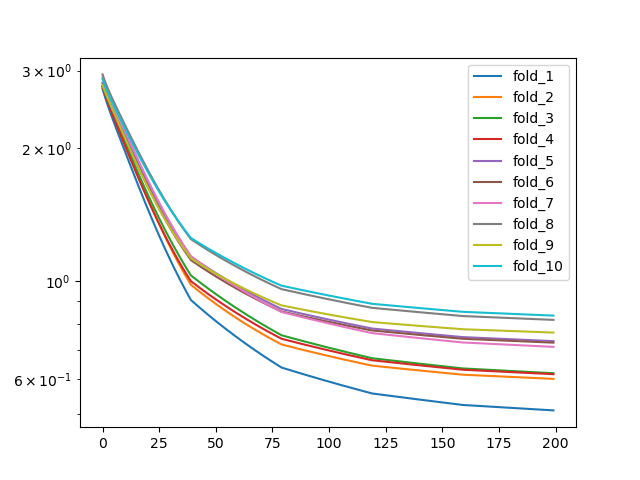 3 × 10⁰
2 × 10⁰
10⁰
6 × 10⁻¹
0 25 50 75 100 125 150 175 200
fold_1
fold_2
fold_3
fold_4
fold_5
fold_6
fold_7
fold_8
fold_9
fold_10